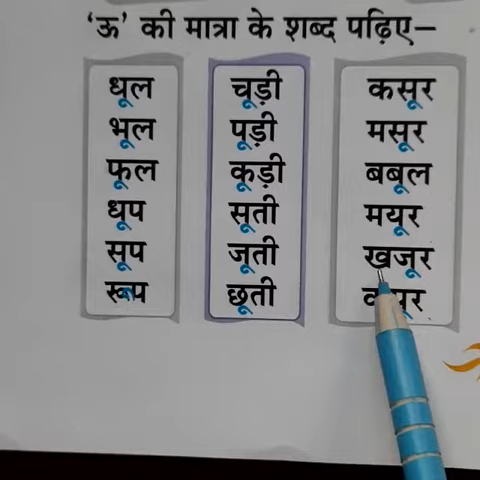 ‘ऊ’ की मात्रा के शब्द पढ़िए–
धूल
भूल
फूल
धूप
सूप
रूप
चूड़ी
पूड़ी
कूड़ी
सूती
जूती
छूती
कसूर
मसूर
बबूल
मयूर
खजूर